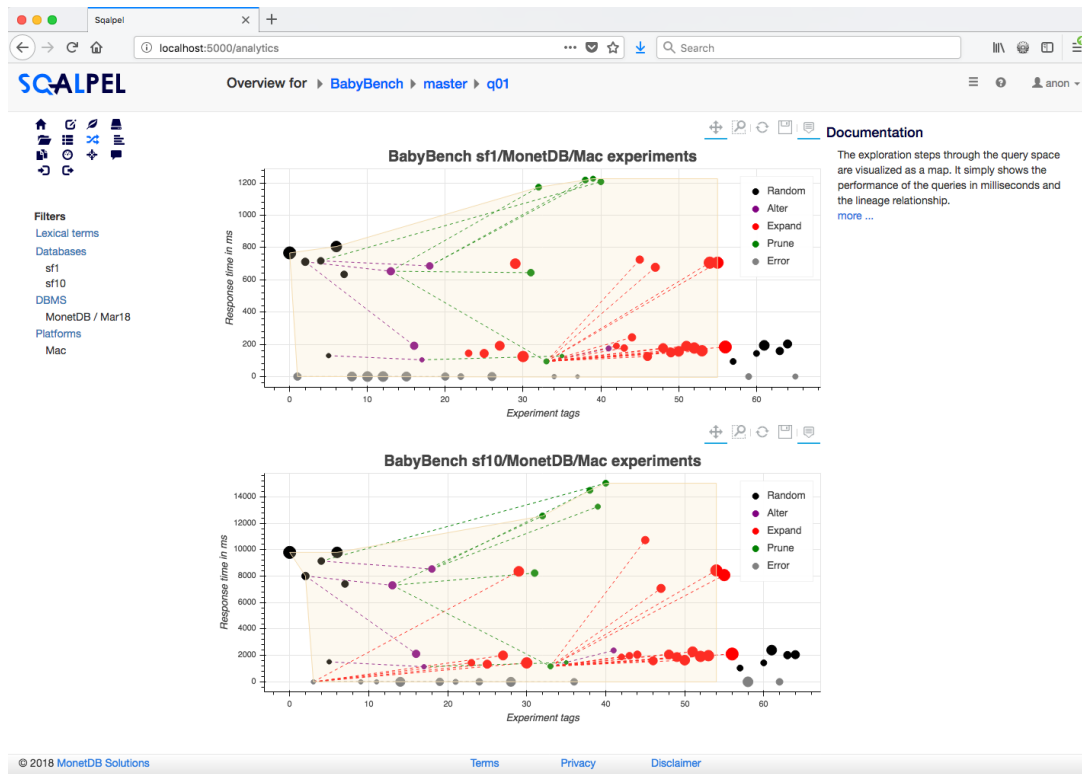 Sqalpel
localhost:5000/analytics
Search
SQALPEL
Overview for BabyBench master q01
anon
Filters
Lexical terms
Databases
sf1
sf10
DBMS
MonetDB / Mar18
Platforms
Mac
BabyBench sf1/MonetDB/Mac experiments
Response time in ms
1200
1000
800
600
400
200
0
Random
Alter
Expand
Prune
Error
0 10 20 30 40 50 60
Experiment tags
BabyBench sf10/MonetDB/Mac experiments
Response time in ms
14000
12000
10000
8000
6000
4000
2000
0
Random
Alter
Expand
Prune
Error
0 10 20 30 40 50 60
Experiment tags
Documentation
The exploration steps through the query space
are visualized as a map. It simply shows the
performance of the queries in milliseconds and
the lineage relationship.
more ...
© 2018 MonetDB Solutions
Terms
Privacy
Disclaimer